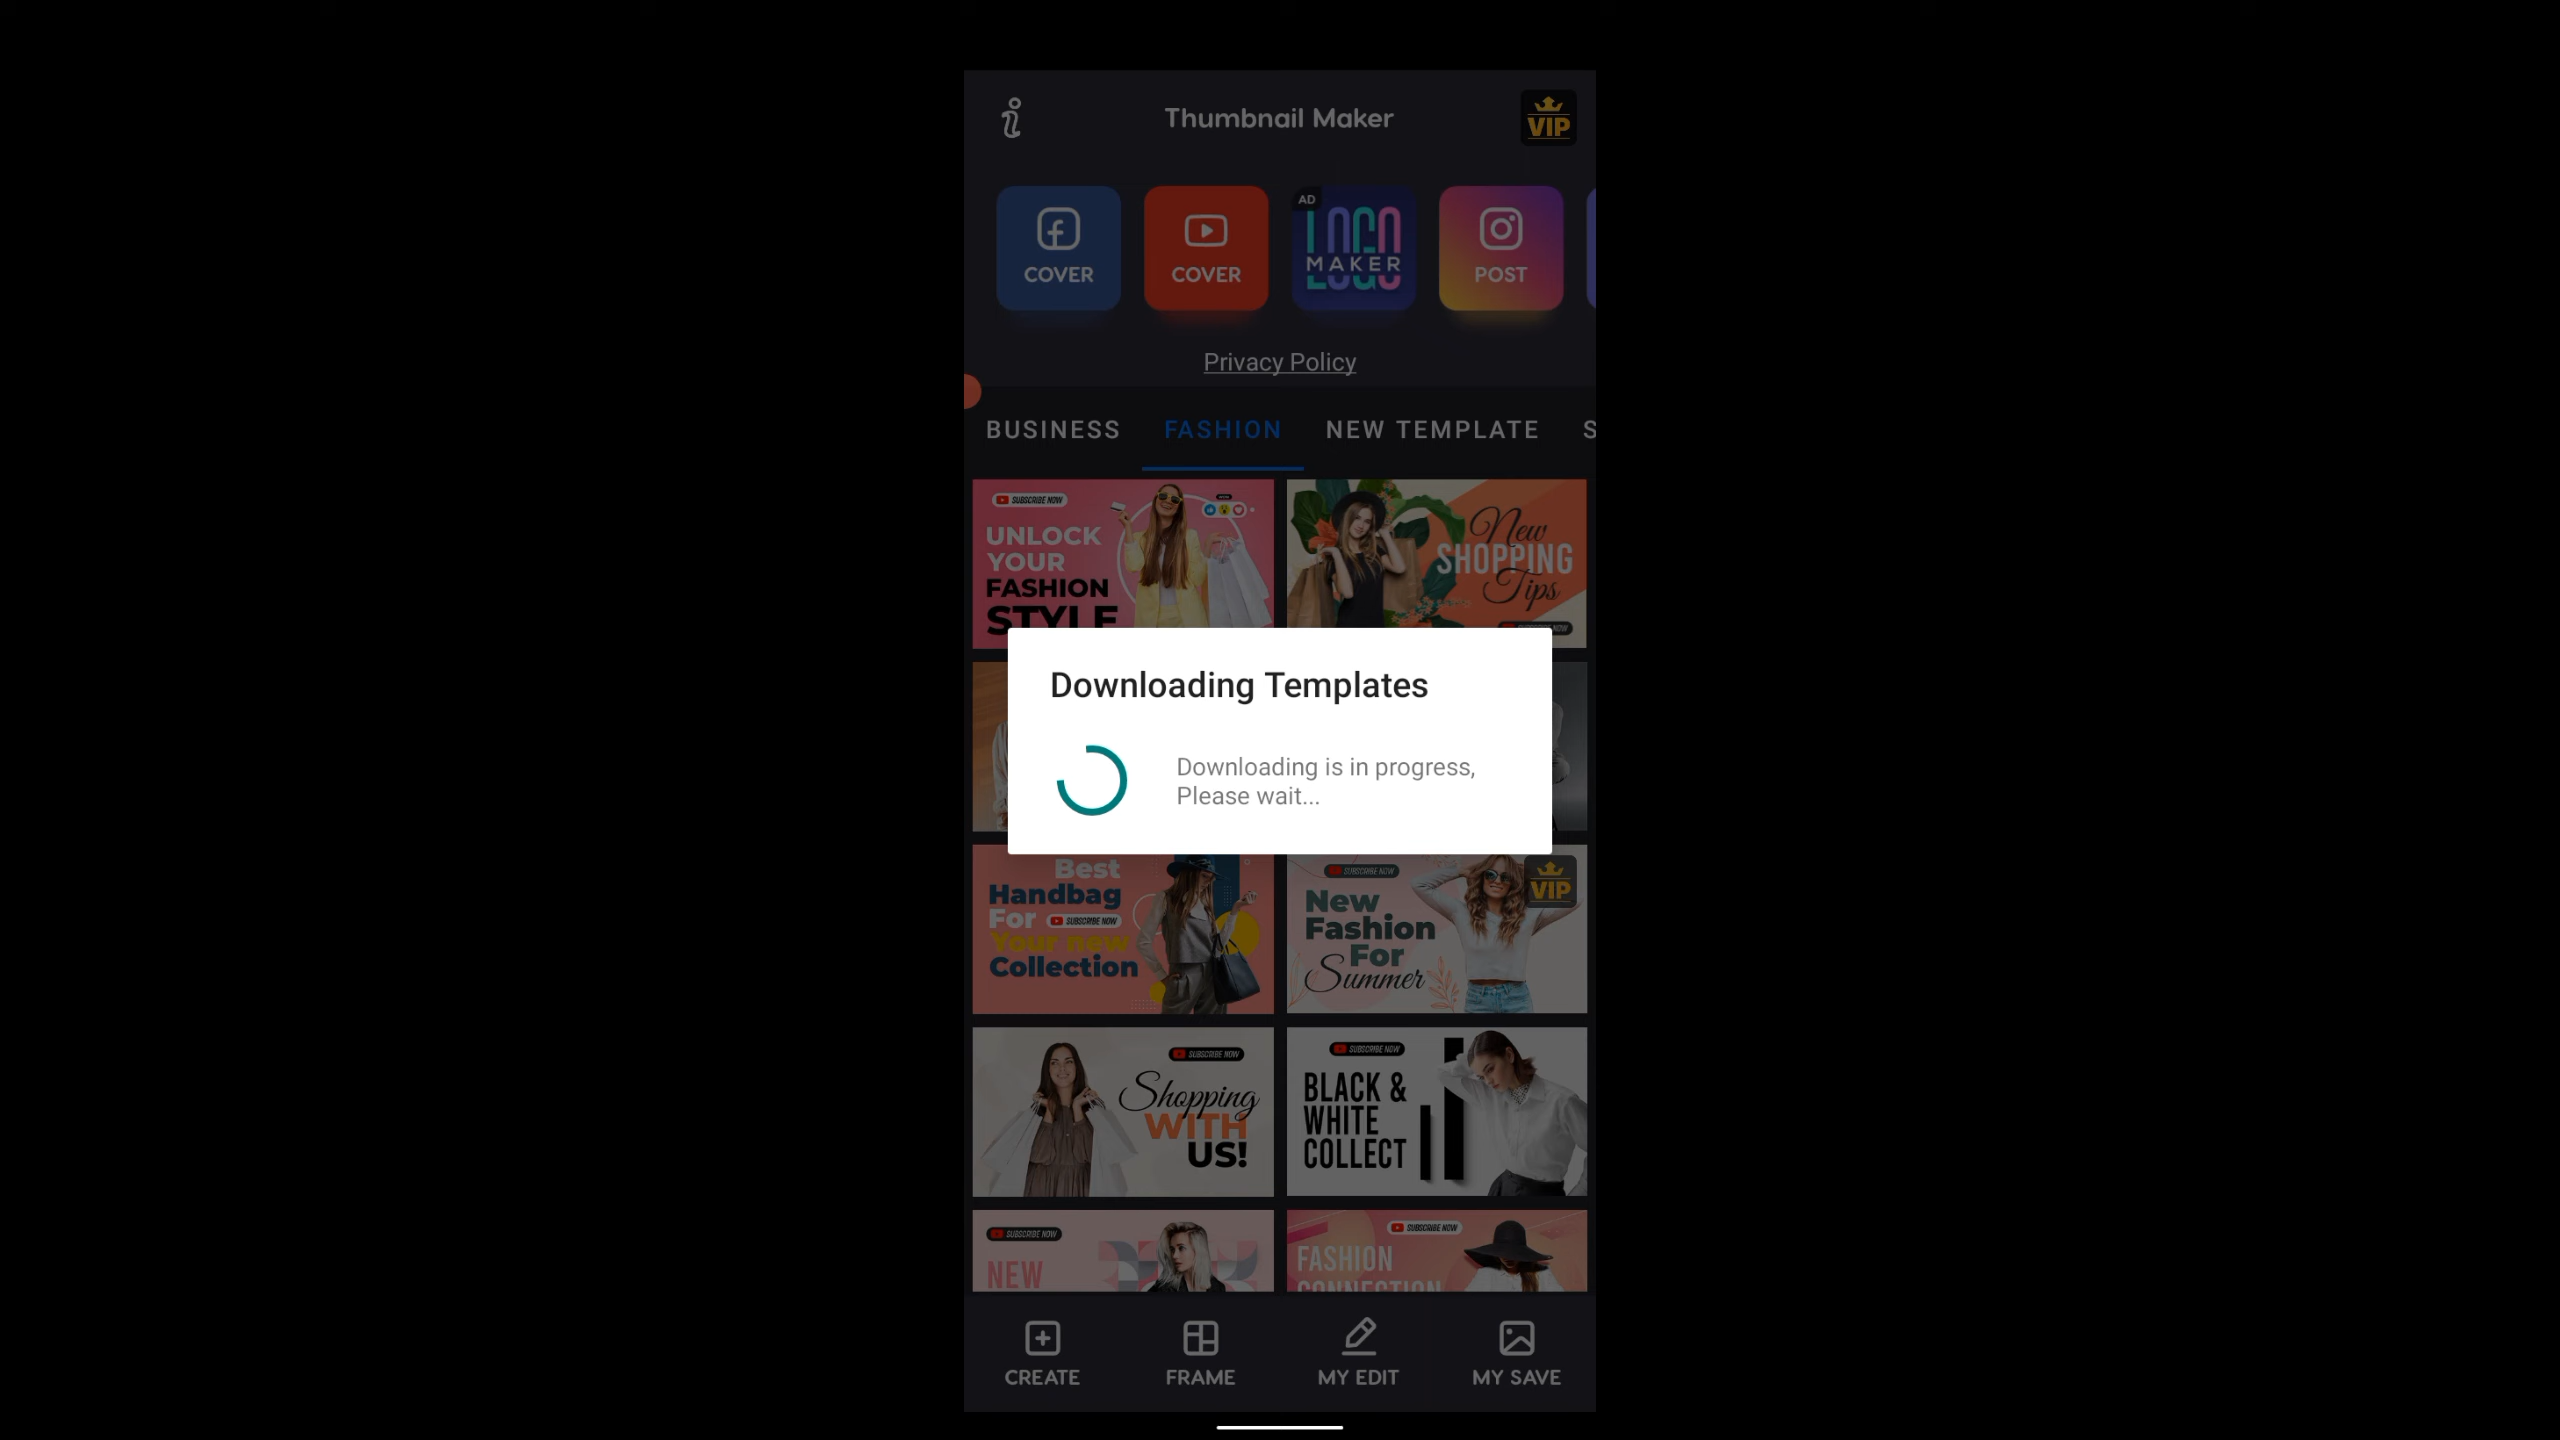 Thumbnail Maker
VIP
COVER
COVER
AD
LOGO
MAKER
POST
Privacy Policy
BUSINESS
FASHION
NEW TEMPLATE
S
SUBSCRIBE NOW
UNLOCK
YOUR
FASHION
STYLE
New
SHOPPING
Tips
SUBSCRIBE NOW
Downloading Templates
Downloading is in progress,
Please wait...
Best
Handbag
For
SUBSCRIBE NOW
Your new
Collection
SUBSCRIBE NOW
VIP
New
Fashion
For
Summer
SUBSCRIBE NOW
Shopping
WITH
US!
SUBSCRIBE NOW
BLACK &
WHITE
COLLECT
SUBSCRIBE NOW
NEW
SUBSCRIBE NOW
FASHION
CONNECTION
CREATE
FRAME
MY EDIT
MY SAVE